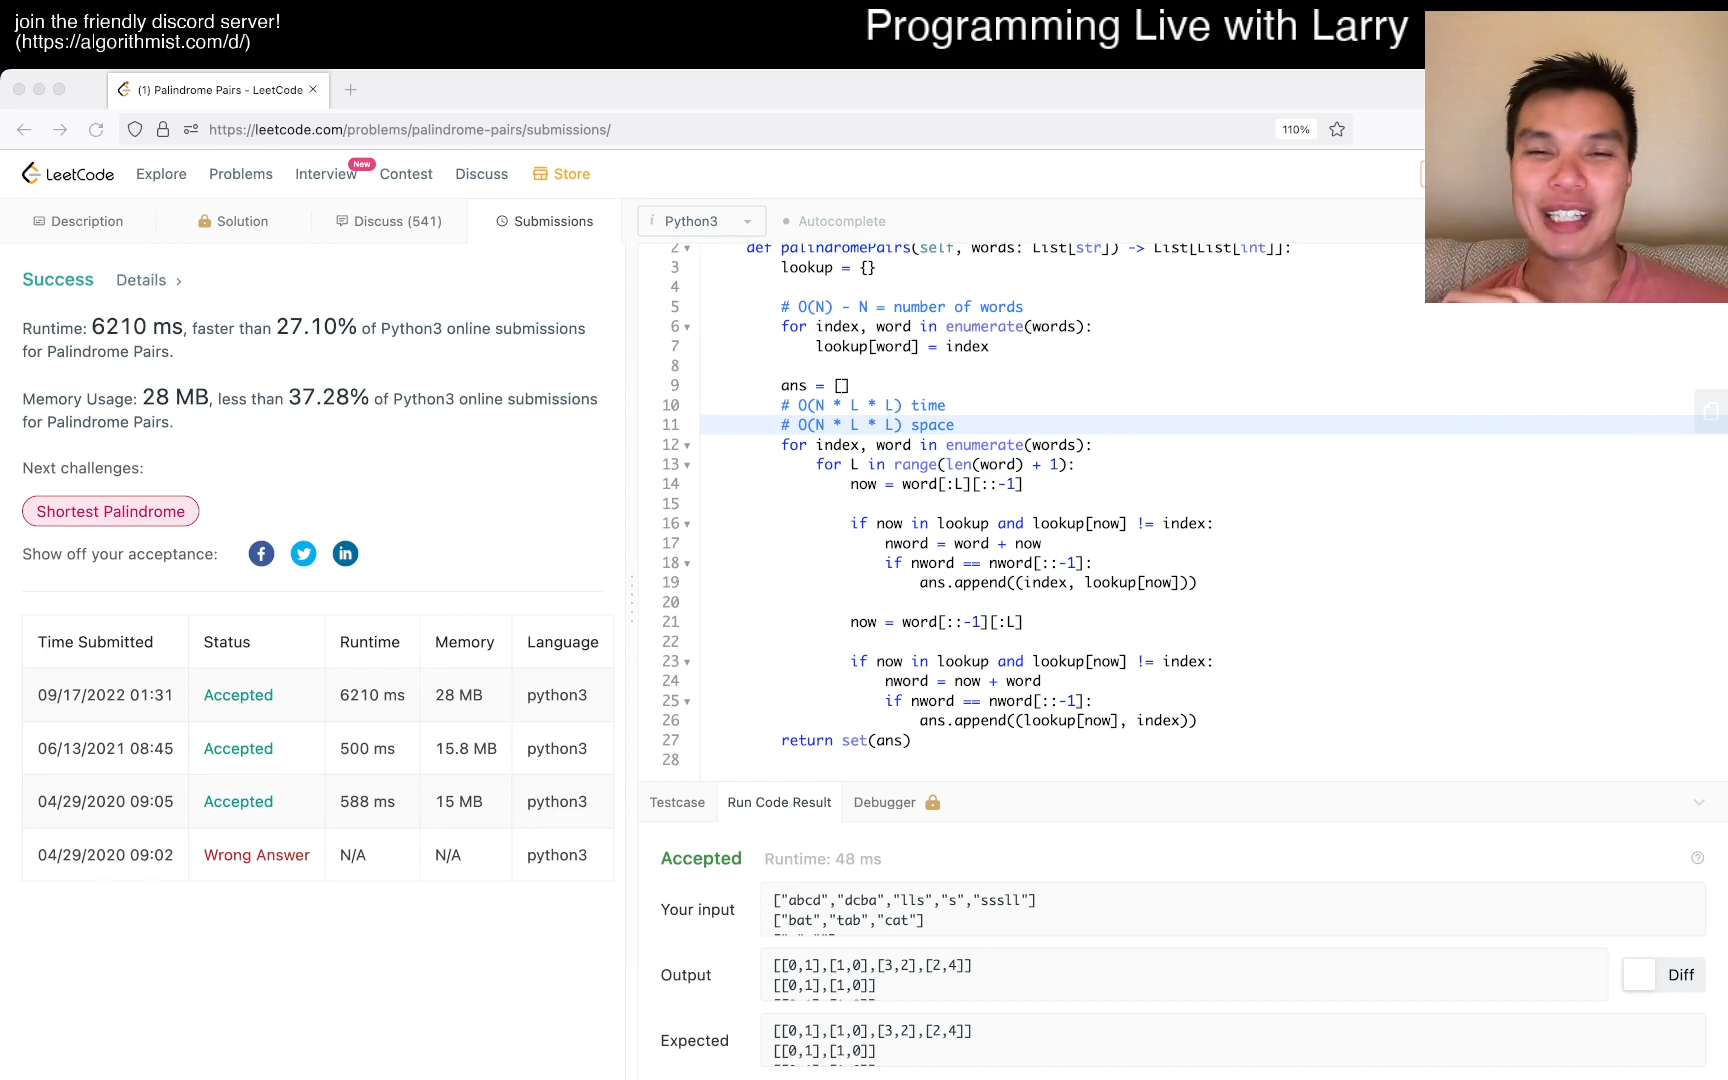 join the friendly discord server!
(https://algorithmist.com/d/)
Programming Live with Larry
(1) Palindrome Pairs - LeetCode
https://leetcode.com/problems/palindrome-pairs/submissions/
110%
LeetCode
Explore
Problems
Interview
New
Contest
Discuss
Store
Description
Solution
Discuss (541)
Submissions
i Python3
Autocomplete
Success
Details
Runtime: 6210 ms, faster than 27.10% of Python3 online submissions
for Palindrome Pairs.
Memory Usage: 28 MB, less than 37.28% of Python3 online submissions
for Palindrome Pairs.
Next challenges:
Shortest Palindrome
Show off your acceptance:
Time Submitted Status Runtime Memory Language
09/17/2022 01:31 Accepted 6210 ms 28 MB python3
06/13/2021 08:45 Accepted 500 ms 15.8 MB python3
04/29/2020 09:05 Accepted 588 ms 15 MB python3
04/29/2020 09:02 Wrong Answer N/A N/A python3
2 def palindromePairs(self, words: List[str]) -> List[List[int]]:
3 lookup = {}
4
5 # O(N) - N = number of words
6 for index, word in enumerate(words):
7 lookup[word] = index
8
9 ans = []
10 # O(N * L * L) time
11 # O(N * L * L) space
12 for index, word in enumerate(words):
13 for L in range(len(word) + 1):
14 now = word[:L][::-1]
15
16 if now in lookup and lookup[now] != index:
17 nword = word + now
18 if nword == nword[::-1]:
19 ans.append((index, lookup[now]))
20
21 now = word[::-1][:L]
22
23 if now in lookup and lookup[now] != index:
24 nword = now + word
25 if nword == nword[::-1]:
26 ans.append((lookup[now], index))
27 return set(ans)
28
Testcase
Run Code Result
Debugger
Accepted
Runtime: 48 ms
Your input
["abcd","dcba","lls","s","sssll"]
["bat","tab","cat"]
Output
[[0,1],[1,0],[3,2],[2,4]]
[[0,1],[1,0]]
Diff
Expected
[[0,1],[1,0],[3,2],[2,4]]
[[0,1],[1,0]]